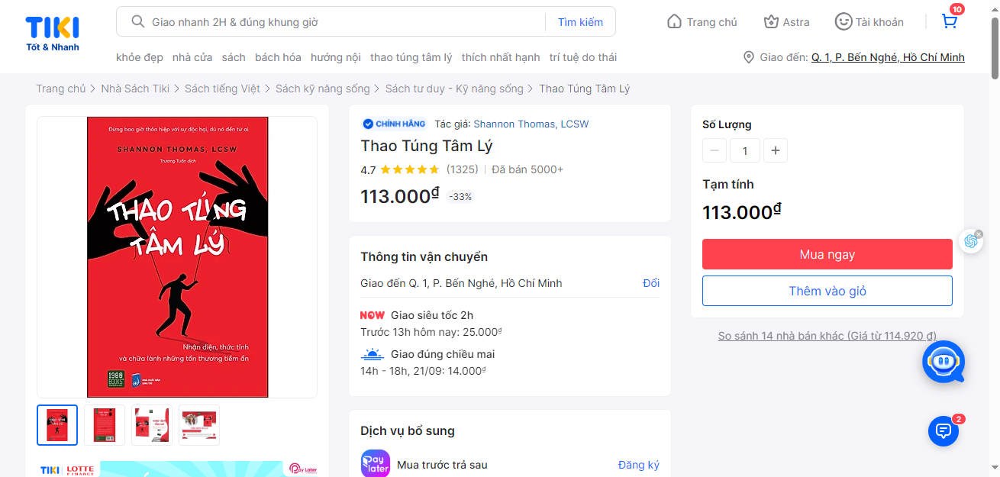 TIKI
Tốt & Nhanh
Giao nhanh 2H & đúng khung giờ
Tìm kiếm
Trang chủ
Astra
Tài khoản
10
khỏe đẹp nhà cửa sách bách hóa hướng nội thao túng tâm lý thích nhất hạnh trí tuệ do thái
Giao đến: Q. 1, P. Bến Nghé, Hồ Chí Minh
Trang chủ > Nhà Sách Tiki > Sách tiếng Việt > Sách kỹ năng sống > Sách tư duy - Kỹ năng sống > Thao Túng Tâm Lý
Đừng bao giờ thỏa hiệp với sự độc hại, dù nó đến từ ai
SHANNON THOMAS, LCSW
Trương Tuấn dịch
THAO TÚNG
TÂM LÝ
Nhận diện, thức tỉnh
và chữa lành những tổn thương tiềm ẩn
1980
BOOKS
TIKI LOTTE
FINANCE
Pay Later
CHÍNH HÃNG Tác giả: Shannon Thomas, LCSW
Thao Túng Tâm Lý
4.7 (1325) Đã bán 5000+
113.000₫ -33%
Thông tin vận chuyển
Giao đến Q. 1, P. Bến Nghé, Hồ Chí Minh Đổi
NOW Giao siêu tốc 2h
Trước 13h hôm nay: 25.000₫
Giao đúng chiều mai
14h - 18h, 21/09: 14.000₫
Dịch vụ bổ sung
Pay later
Mua trước trả sau Đăng ký
Số Lượng
1
Tạm tính
113.000₫
Mua ngay
Thêm vào giỏ
So sánh 14 nhà bán khác (Giá từ 114.920 ₫)
2